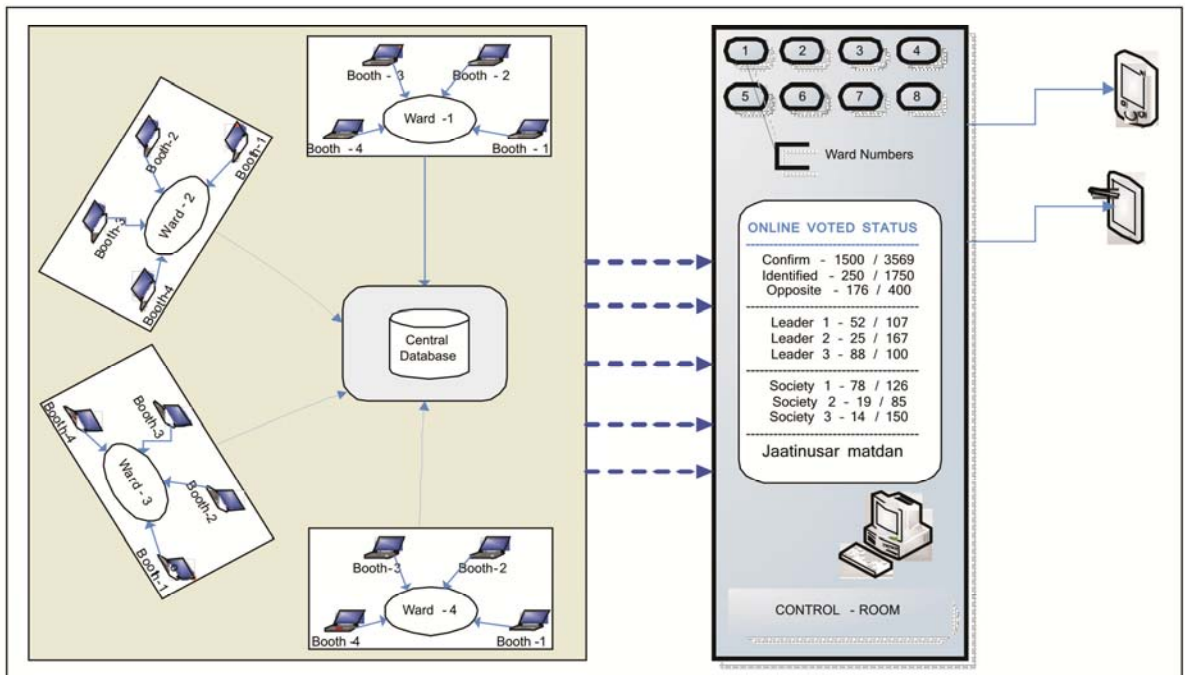 Booth - 3
Booth - 2
Ward -1
Booth - 4
Booth - 1
Booth-2
Booth-1
Ward - 2
Booth-3
Booth-4
Central
Database
Booth-4
Booth-3
Ward - 3
Booth-2
Booth-1
Booth-3
Booth-2
Ward - 4
Booth -4
Booth -1
1
2
3
4
5
6
7
8
Ward Numbers
ONLINE VOTED STATUS
Confirm - 1500 / 3569
Identified - 250 / 1750
Opposite - 176 / 400
Leader 1 - 52 / 107
Leader 2 - 25 / 167
Leader 3 - 88 / 100
Society 1 - 78 / 126
Society 2 - 19 / 85
Society 3 - 14 / 150
Jaatinusar matdan
CONTROL - ROOM